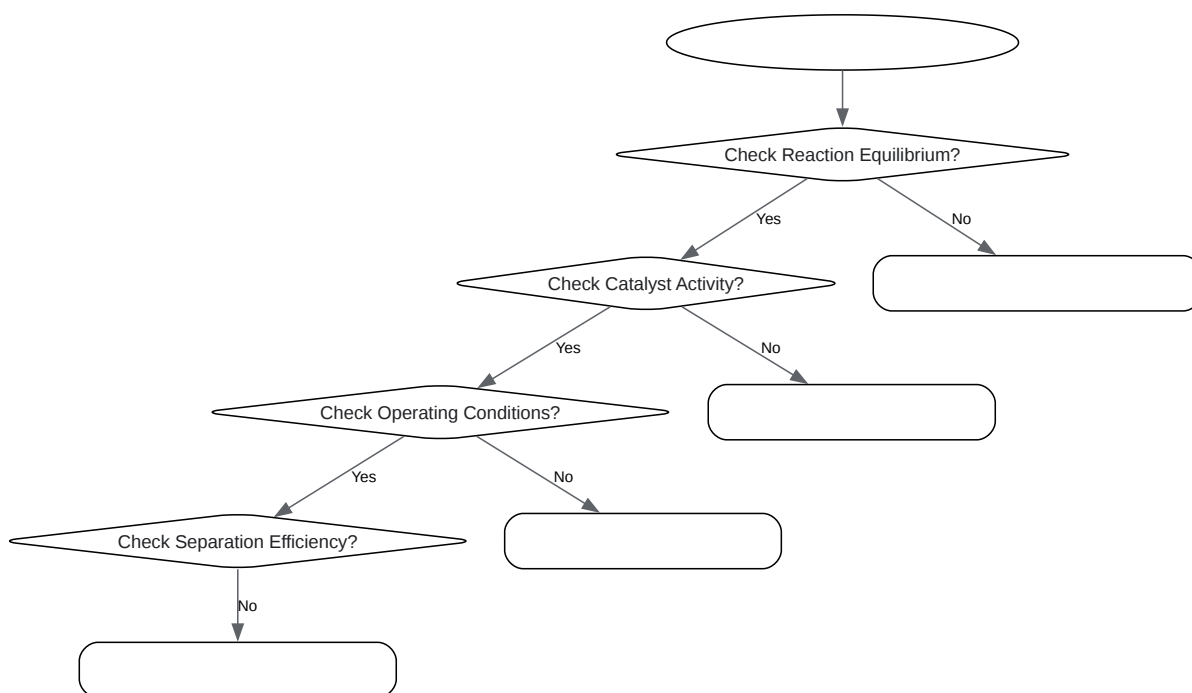 Check Reaction Equilibrium?
Yes
No
Check Catalyst Activity?
Yes
No
Check Operating Conditions?
Yes
No
Check Separation Efficiency?
No